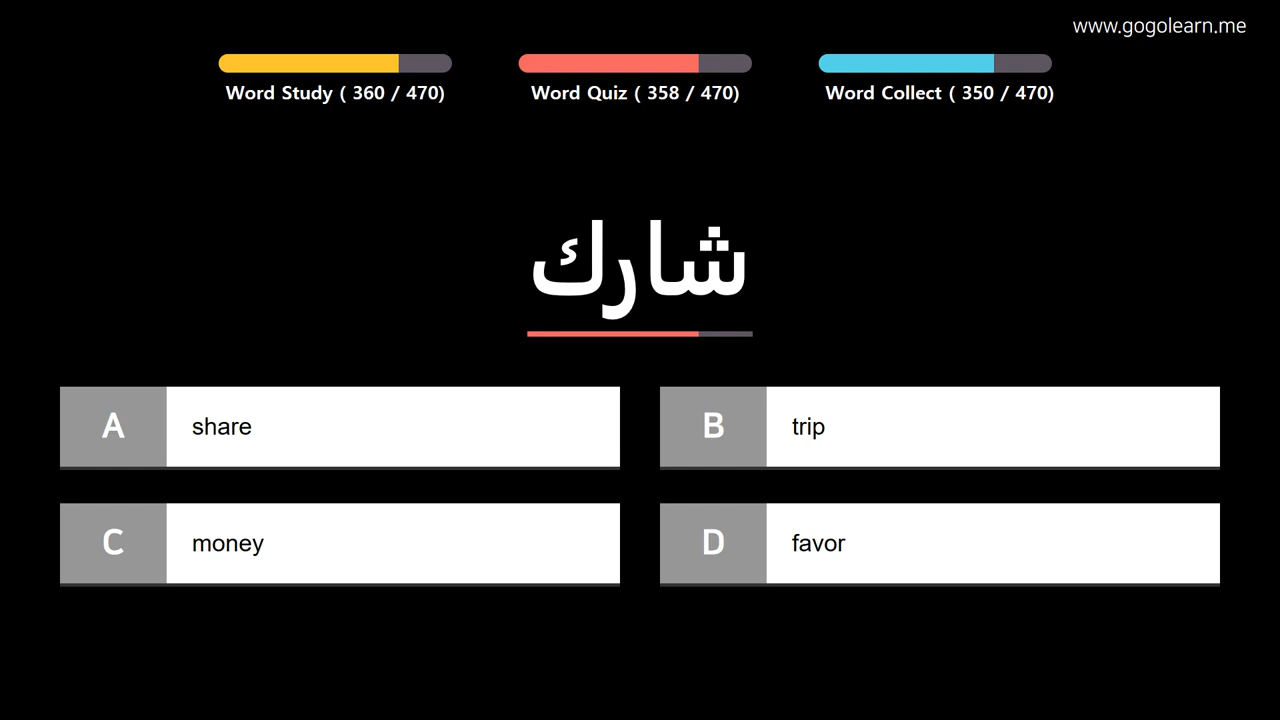 www.gogolearn.me
Word Study ( 360 / 470)
Word Quiz ( 358 / 470)
Word Collect ( 350 / 470)
شارك
A share
B trip
C money
D favor